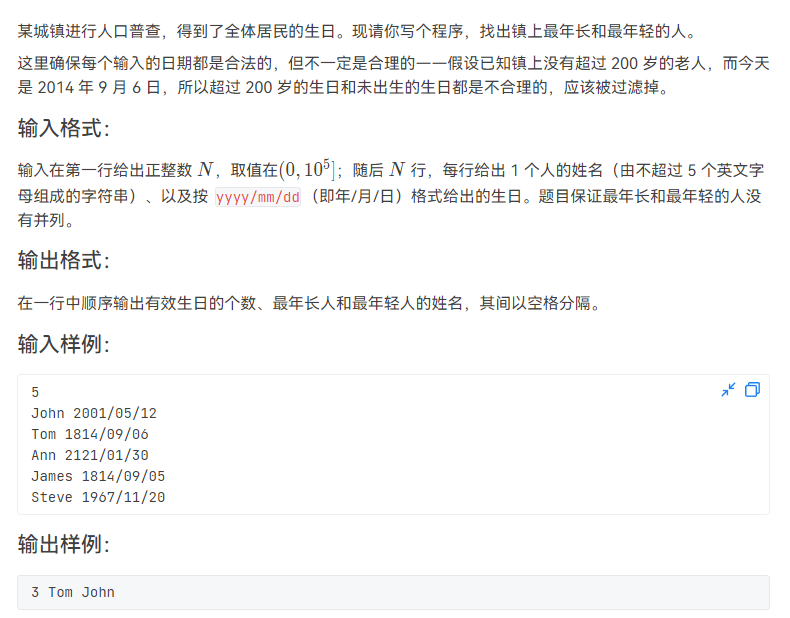 某城镇进行人口普查，得到了全体居民的生日。现请你写个程序，找出镇上最年长和最年轻的人。
这里确保每个输入的日期都是合法的，但不一定是合理的——假设已知镇上没有超过 200 岁的老人，而今天
是 2014 年 9 月 6 日，所以超过 200 岁的生日和未出生的生日都是不合理的，应该被过滤掉。
输入格式：
输入在第一行给出正整数 N，取值在(0, 10⁵]；随后 N 行，每行给出 1 个人的姓名（由不超过 5 个英文字
母组成的字符串）、以及按 yyyy/mm/dd （即年/月/日）格式给出的生日。题目保证最年长和最年轻的人没
有并列。
输出格式：
在一行中顺序输出有效生日的个数、最年长人和最年轻人的姓名，其间以空格分隔。
输入样例：
5
John 2001/05/12
Tom 1814/09/06
Ann 2121/01/30
James 1814/09/05
Steve 1967/11/20
输出样例：
3 Tom John